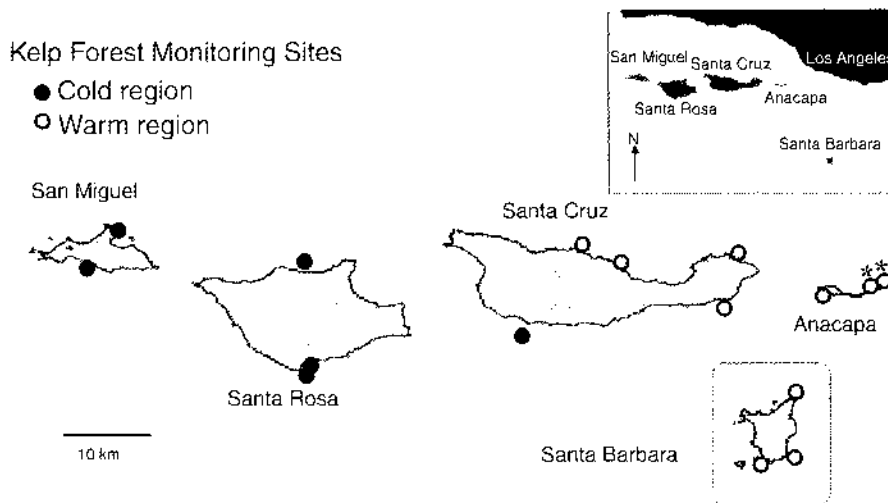 Kelp Forest Monitoring Sites
Cold region
Warm region
San Miguel
Santa Cruz
Los Angeles
Santa Rosa
Anacapa
Santa Barbara
N
San Miguel
Santa Cruz
* *
Anacapa
Santa Rosa
Santa Barbara
10 km